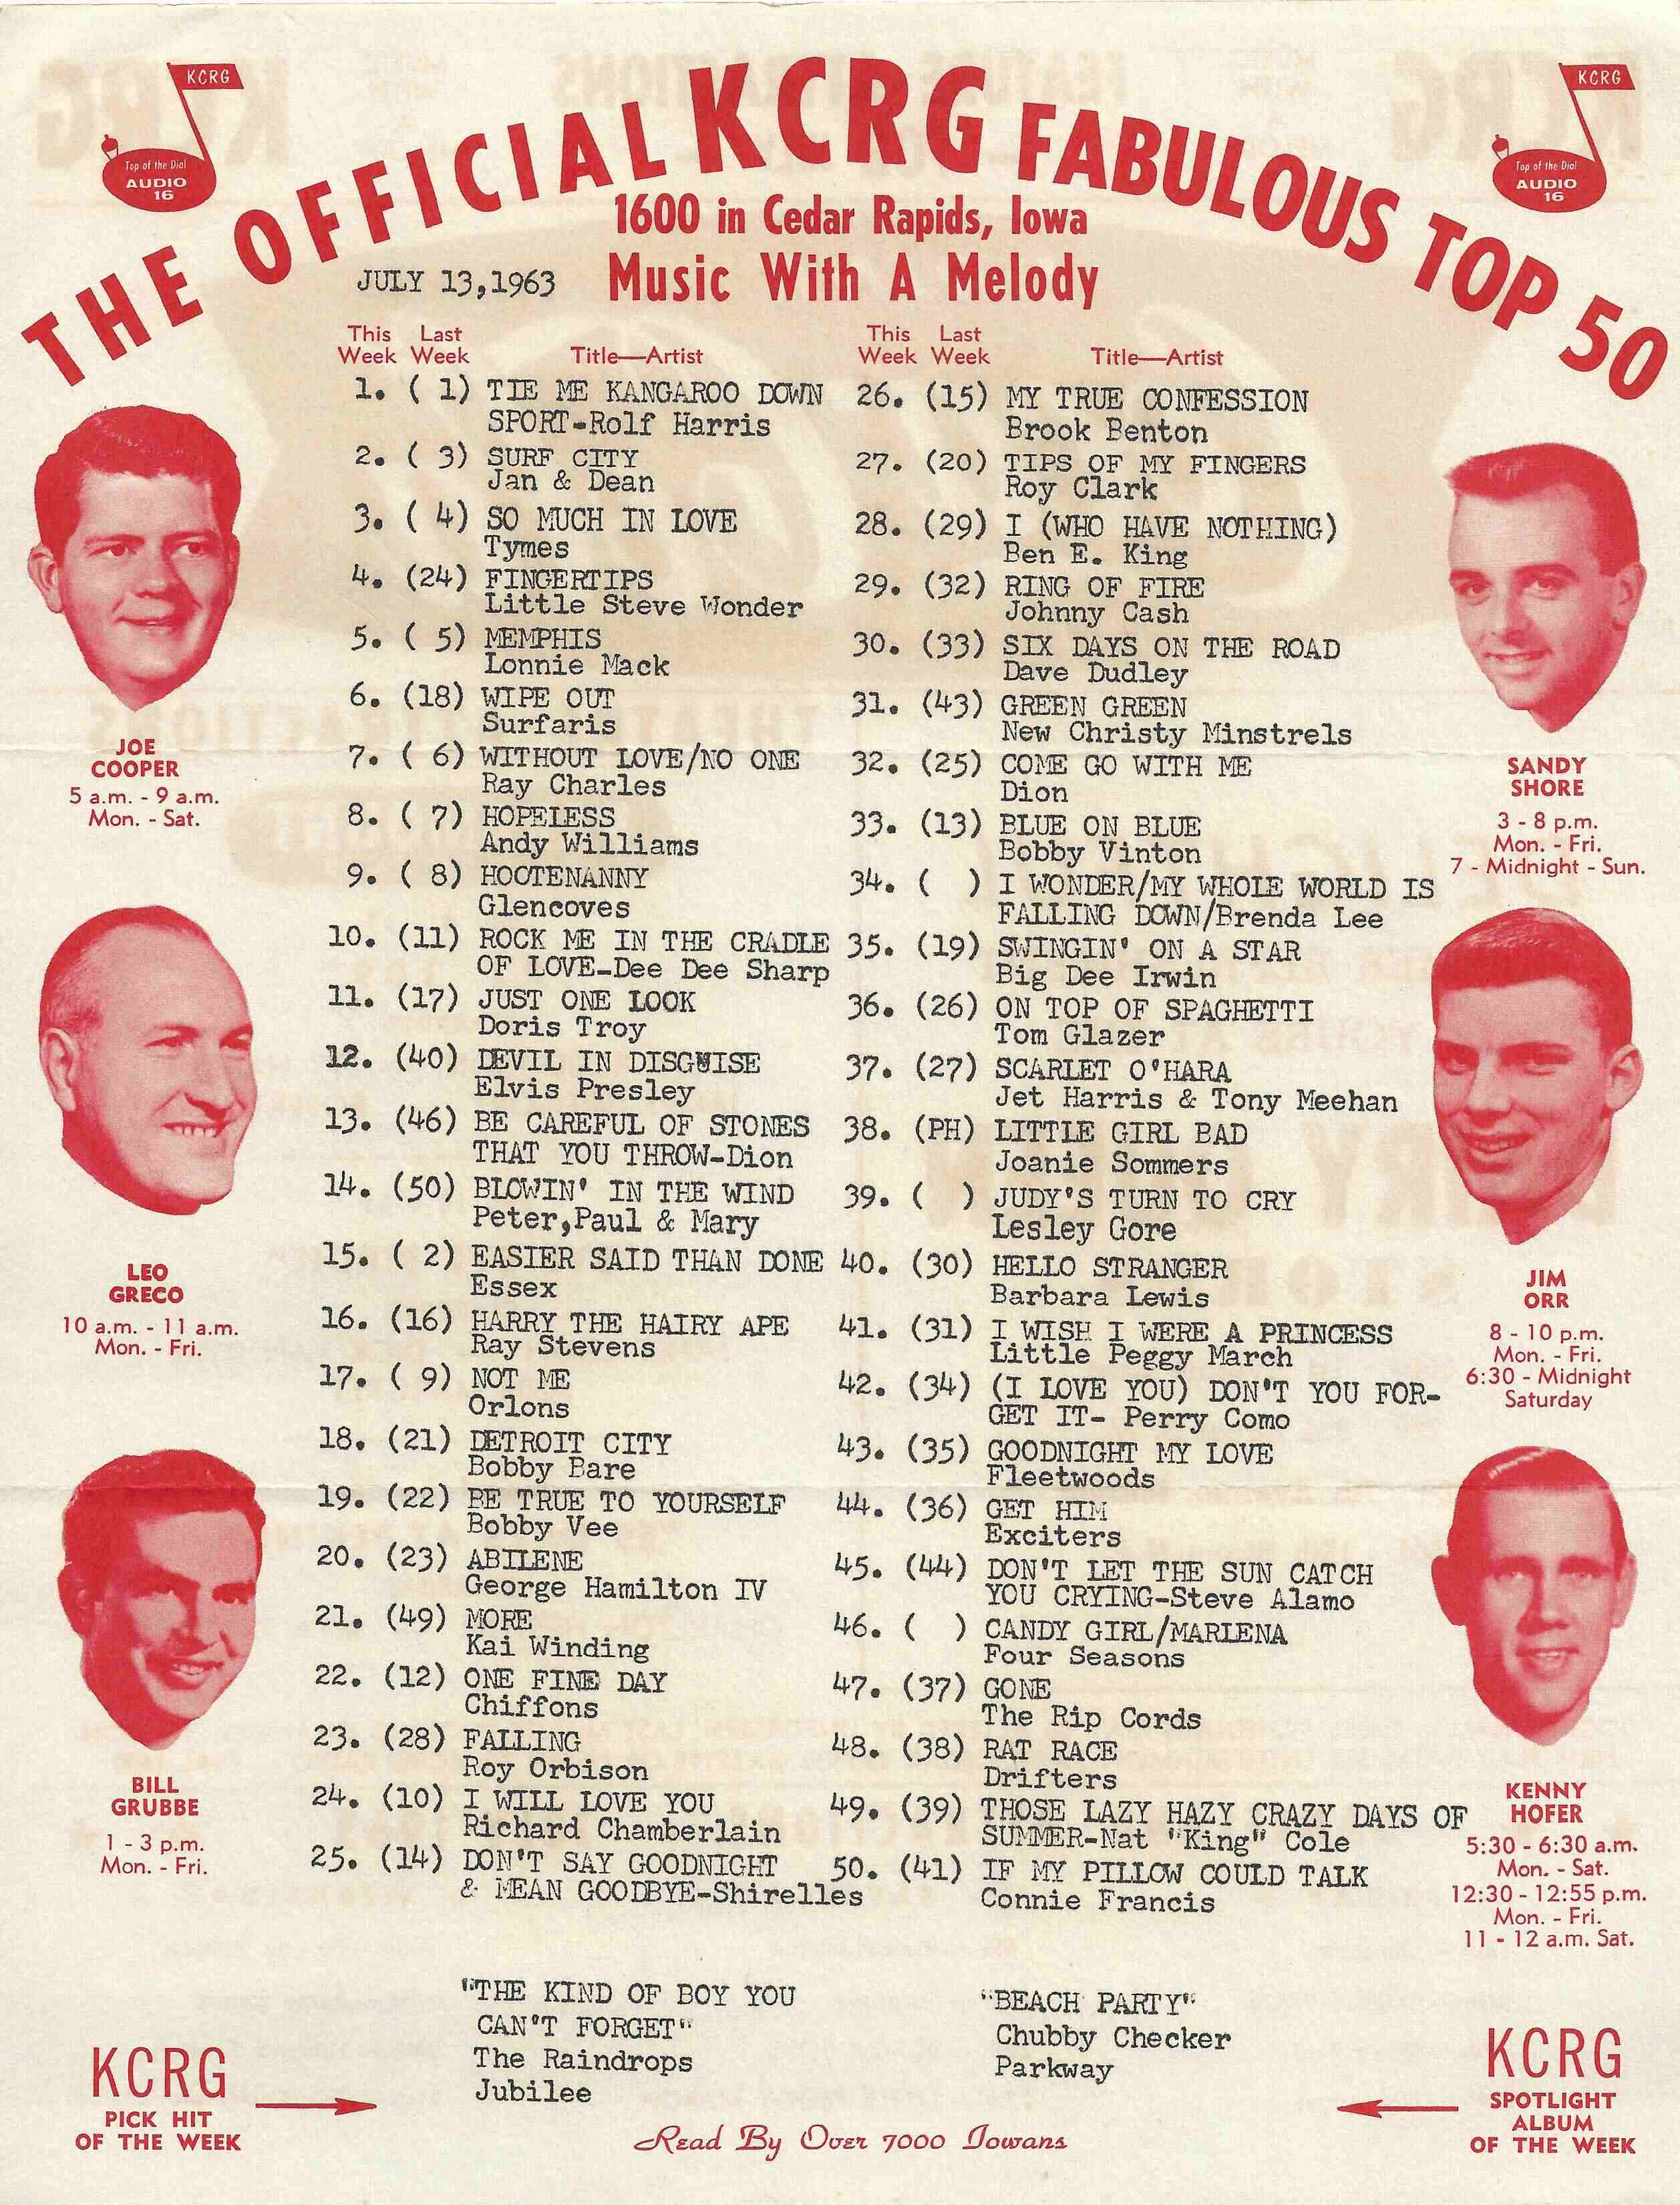 KCRG
Top of the Dial
AUDIO
16
KCRG
Top of the Dial
AUDIO
16
THE OFFICIAL KCRG FABULOUS TOP 50
1600 in Cedar Rapids, Iowa
JULY 13,1963
Music With A Melody
This Last
Week Week Title—Artist
1. ( 1) TIE ME KANGAROO DOWN
SPORT-Rolf Harris
2. ( 3) SURF CITY
Jan & Dean
3. ( 4) SO MUCH IN LOVE
Tymes
4. (24) FINGERTIPS
Little Steve Wonder
5. ( 5) MEMPHIS
Lonnie Mack
6. (18) WIPE OUT
Surfaris
7. ( 6) WITHOUT LOVE/NO ONE
Ray Charles
8. ( 7) HOPELESS
Andy Williams
9. ( 8) HOOTENANNY
Glencoves
10. (11) ROCK ME IN THE CRADLE
OF LOVE-Dee Dee Sharp
11. (17) JUST ONE LOOK
Doris Troy
12. (40) DEVIL IN DISGUISE
Elvis Presley
13. (46) BE CAREFUL OF STONES
THAT YOU THROW-Dion
14. (50) BLOWIN' IN THE WIND
Peter,Paul & Mary
15. ( 2) EASIER SAID THAN DONE
Essex
16. (16) HARRY THE HAIRY APE
Ray Stevens
17. ( 9) NOT ME
Orlons
18. (21) DETROIT CITY
Bobby Bare
19. (22) BE TRUE TO YOURSELF
Bobby Vee
20. (23) ABILENE
George Hamilton IV
21. (49) MORE
Kai Winding
22. (12) ONE FINE DAY
Chiffons
23. (28) FALLING
Roy Orbison
24. (10) I WILL LOVE YOU
Richard Chamberlain
25. (14) DON'T SAY GOODNIGHT
& MEAN GOODBYE-Shirelles
This Last
Week Week Title—Artist
26. (15) MY TRUE CONFESSION
Brook Benton
27. (20) TIPS OF MY FINGERS
Roy Clark
28. (29) I (WHO HAVE NOTHING)
Ben E. King
29. (32) RING OF FIRE
Johnny Cash
30. (33) SIX DAYS ON THE ROAD
Dave Dudley
31. (43) GREEN GREEN
New Christy Minstrels
32. (25) COME GO WITH ME
Dion
33. (13) BLUE ON BLUE
Bobby Vinton
34. ( ) I WONDER/MY WHOLE WORLD IS
FALLING DOWN/Brenda Lee
35. (19) SWINGIN' ON A STAR
Big Dee Irwin
36. (26) ON TOP OF SPAGHETTI
Tom Glazer
37. (27) SCARLET O'HARA
Jet Harris & Tony Meehan
38. (PH) LITTLE GIRL BAD
Joanie Sommers
39. ( ) JUDY'S TURN TO CRY
Lesley Gore
40. (30) HELLO STRANGER
Barbara Lewis
41. (31) I WISH I WERE A PRINCESS
Little Peggy March
42. (34) (I LOVE YOU) DON'T YOU FOR-
GET IT- Perry Como
43. (35) GOODNIGHT MY LOVE
Fleetwoods
44. (36) GET HIM
Exciters
45. (44) DON'T LET THE SUN CATCH
YOU CRYING-Steve Alamo
46. ( ) CANDY GIRL/MARLENA
Four Seasons
47. (37) GONE
The Rip Cords
48. (38) RAT RACE
Drifters
49. (39) THOSE LAZY HAZY CRAZY DAYS OF
SUMMER-Nat "King" Cole
50. (41) IF MY PILLOW COULD TALK
Connie Francis
JOE
COOPER
5 a.m. - 9 a.m.
Mon. - Sat.
LEO
GRECO
10 a.m. - 11 a.m.
Mon. - Fri.
BILL
GRUBBE
1 - 3 p.m.
Mon. - Fri.
SANDY
SHORE
3 - 8 p.m.
Mon. - Fri.
7 - Midnight - Sun.
JIM
ORR
8 - 10 p.m.
Mon. - Fri.
6:30 - Midnight
Saturday
KENNY
HOFER
5:30 - 6:30 a.m.
Mon. - Sat.
12:30 - 12:55 p.m.
Mon. - Fri.
11 - 12 a.m. Sat.
KCRG
PICK HIT
OF THE WEEK
"THE KIND OF BOY YOU
CAN'T FORGET"
The Raindrops
Jubilee
"BEACH PARTY"
Chubby Checker
Parkway
KCRG
SPOTLIGHT
ALBUM
OF THE WEEK
Read By Over 7000 Iowans